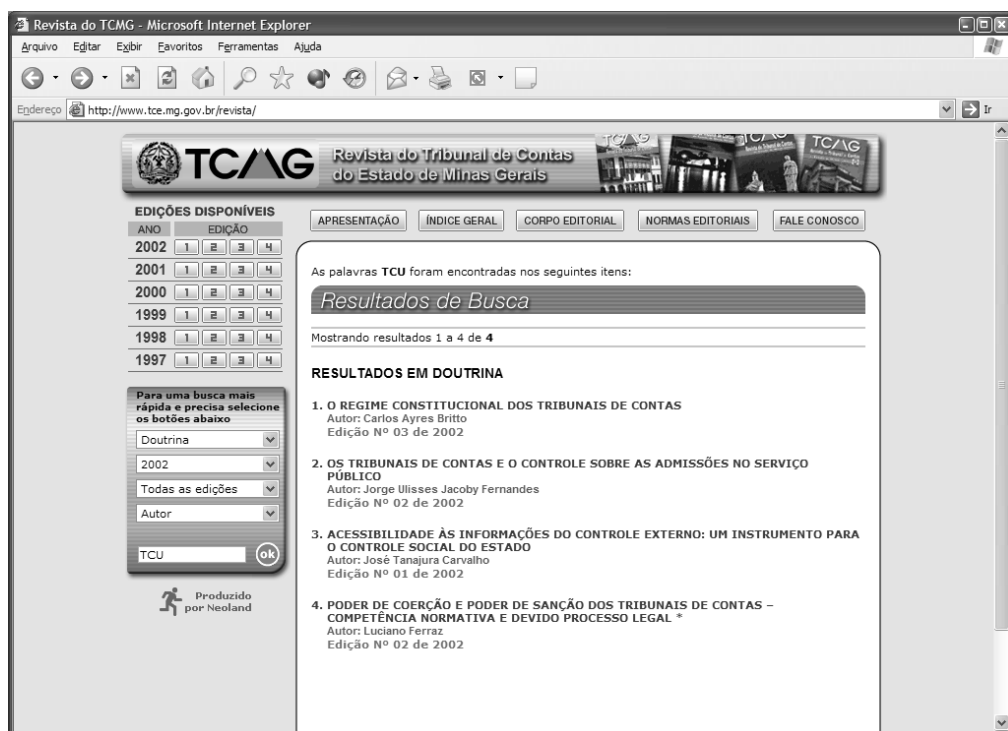 Revista do TCMG - Microsoft Internet Explorer
Arquivo Editar Exibir Favoritos Ferramentas Ajuda
Endereço http://www.tce.mg.gov.br/revista/ Ir
TCMG Revista do Tribunal de Contas
do Estado de Minas Gerais
EDIÇÕES DISPONÍVEIS
ANO EDIÇÃO
2002 1 2 3 4
2001 1 2 3 4
2000 1 2 3 4
1999 1 2 3 4
1998 1 2 3 4
1997 1 2 3 4
Para uma busca mais
rápida e precisa selecione
os botões abaixo
Doutrina
2002
Todas as edições
Autor
TCU ok
Produzido
por Neoland
APRESENTAÇÃO ÍNDICE GERAL CORPO EDITORIAL NORMAS EDITORIAIS FALE CONOSCO
As palavras TCU foram encontradas nos seguintes itens:
Resultados de Busca
Mostrando resultados 1 a 4 de 4
RESULTADOS EM DOUTRINA
1. O REGIME CONSTITUCIONAL DOS TRIBUNAIS DE CONTAS
Autor: Carlos Ayres Britto
Edição Nº 03 de 2002
2. OS TRIBUNAIS DE CONTAS E O CONTROLE SOBRE AS ADMISSÕES NO SERVIÇO
PÚBLICO
Autor: Jorge Ulisses Jacoby Fernandes
Edição Nº 02 de 2002
3. ACESSIBILIDADE ÀS INFORMAÇÕES DO CONTROLE EXTERNO: UM INSTRUMENTO PARA
O CONTROLE SOCIAL DO ESTADO
Autor: José Tanajura Carvalho
Edição Nº 01 de 2002
4. PODER DE COERÇÃO E PODER DE SANÇÃO DOS TRIBUNAIS DE CONTAS –
COMPETÊNCIA NORMATIVA E DEVIDO PROCESSO LEGAL *
Autor: Luciano Ferraz
Edição Nº 02 de 2002